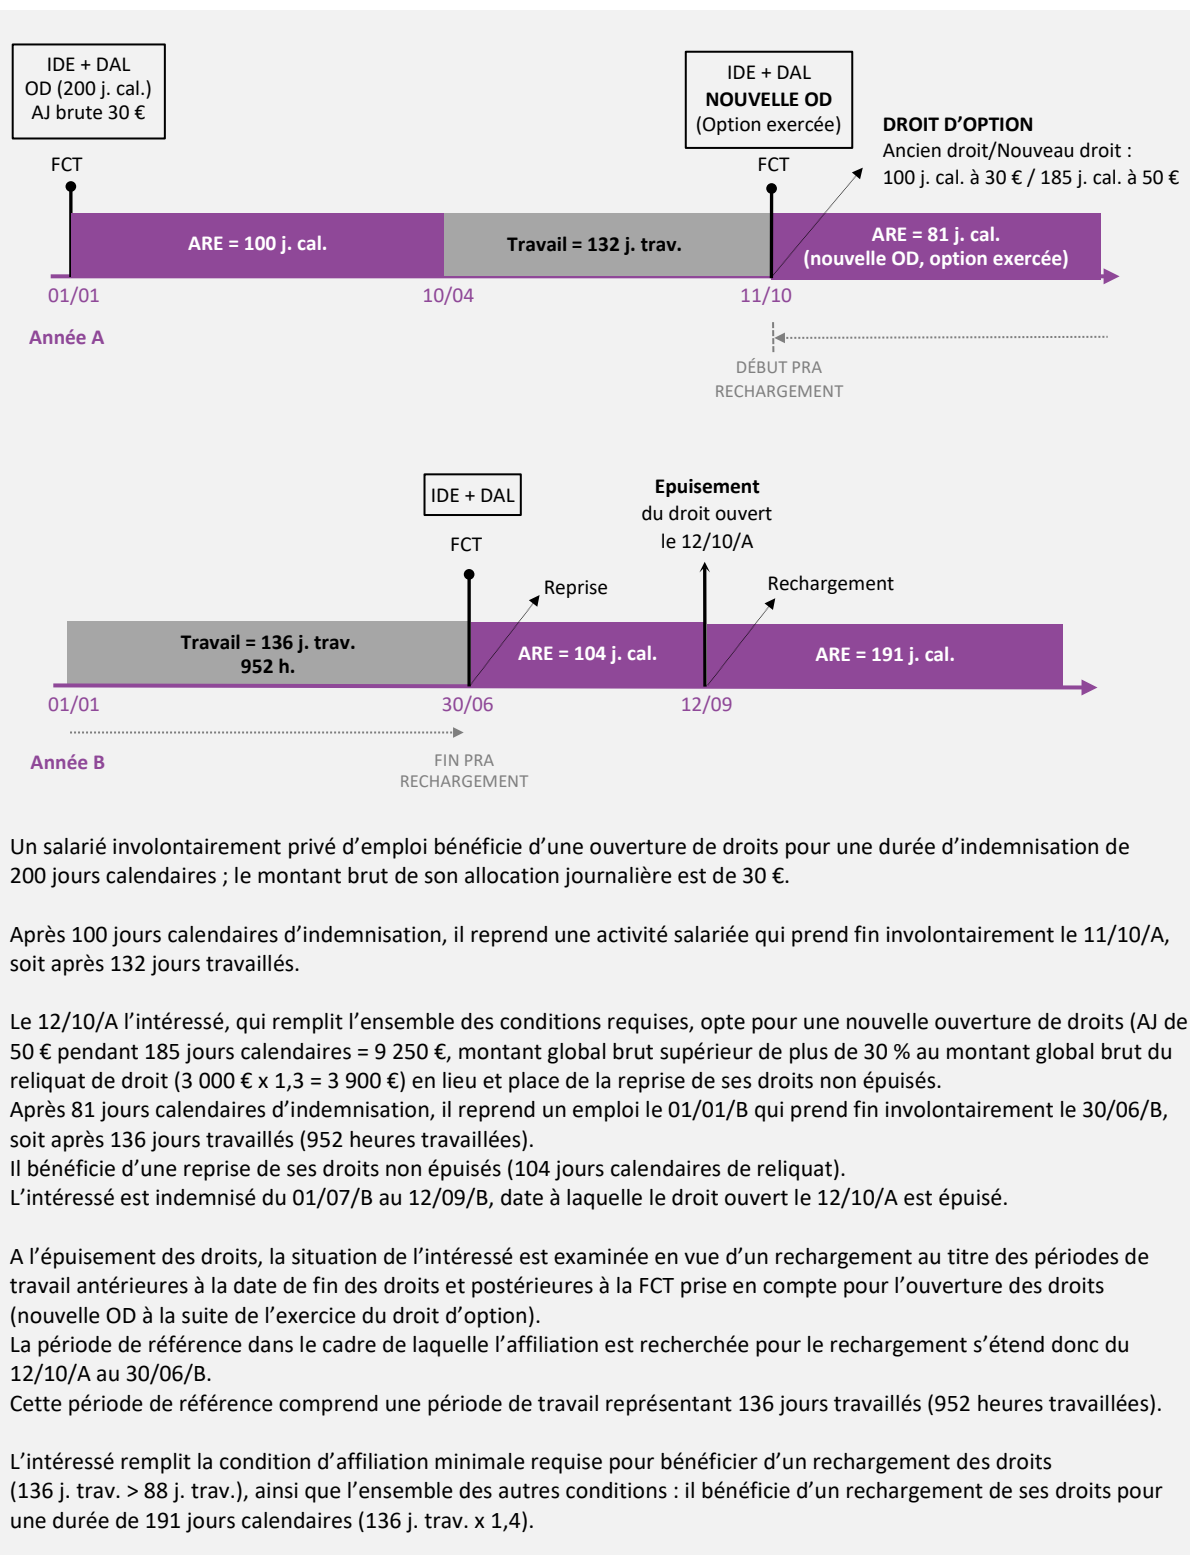 IDE + DAL
OD (200 j. cal.)
AJ brute 30 €
FCT
IDE + DAL
NOUVELLE OD
(Option exercée)
FCT
DROIT D’OPTION
Ancien droit/Nouveau droit :
100 j. cal. à 30 € / 185 j. cal. à 50 €
ARE = 100 j. cal.
Travail = 132 j. trav.
ARE = 81 j. cal.
(nouvelle OD, option exercée)
01/01
10/04
11/10
Année A
DÉBUT PRA
RECHARGEMENT
IDE + DAL
FCT
Epuisement
du droit ouvert
le 12/10/A
Reprise
Rechargement
Travail = 136 j. trav.
952 h.
ARE = 104 j. cal.
ARE = 191 j. cal.
01/01
30/06
12/09
Année B
FIN PRA
RECHARGEMENT
Un salarié involontairement privé d’emploi bénéficie d’une ouverture de droits pour une durée d’indemnisation de
200 jours calendaires ; le montant brut de son allocation journalière est de 30 €.
Après 100 jours calendaires d’indemnisation, il reprend une activité salariée qui prend fin involontairement le 11/10/A,
soit après 132 jours travaillés.
Le 12/10/A l’intéressé, qui remplit l’ensemble des conditions requises, opte pour une nouvelle ouverture de droits (AJ de
50 € pendant 185 jours calendaires = 9 250 €, montant global brut supérieur de plus de 30 % au montant global brut du
reliquat de droit (3 000 € x 1,3 = 3 900 €) en lieu et place de la reprise de ses droits non épuisés.
Après 81 jours calendaires d’indemnisation, il reprend un emploi le 01/01/B qui prend fin involontairement le 30/06/B,
soit après 136 jours travaillés (952 heures travaillées).
Il bénéficie d’une reprise de ses droits non épuisés (104 jours calendaires de reliquat).
L’intéressé est indemnisé du 01/07/B au 12/09/B, date à laquelle le droit ouvert le 12/10/A est épuisé.
A l’épuisement des droits, la situation de l’intéressé est examinée en vue d’un rechargement au titre des périodes de
travail antérieures à la date de fin des droits et postérieures à la FCT prise en compte pour l’ouverture des droits
(nouvelle OD à la suite de l’exercice du droit d’option).
La période de référence dans le cadre de laquelle l’affiliation est recherchée pour le rechargement s’étend donc du
12/10/A au 30/06/B.
Cette période de référence comprend une période de travail représentant 136 jours travaillés (952 heures travaillées).
L’intéressé remplit la condition d’affiliation minimale requise pour bénéficier d’un rechargement des droits
(136 j. trav. > 88 j. trav.), ainsi que l’ensemble des autres conditions : il bénéficie d’un rechargement de ses droits pour
une durée de 191 jours calendaires (136 j. trav. x 1,4).